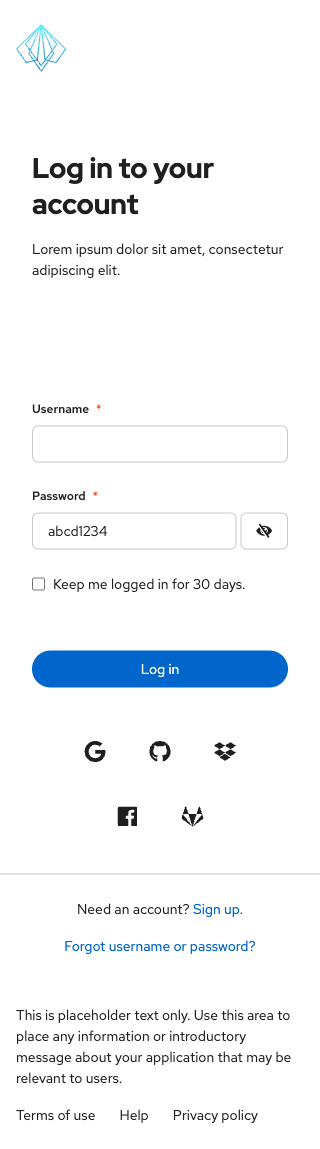 Log in to your
account
Lorem ipsum dolor sit amet, consectetur
adipiscing elit.
Username *
Password *
abcd1234
Keep me logged in for 30 days.
Log in
Need an account? Sign up.
Forgot username or password?
This is placeholder text only. Use this area to
place any information or introductory
message about your application that may be
relevant to users.
Terms of use Help Privacy policy